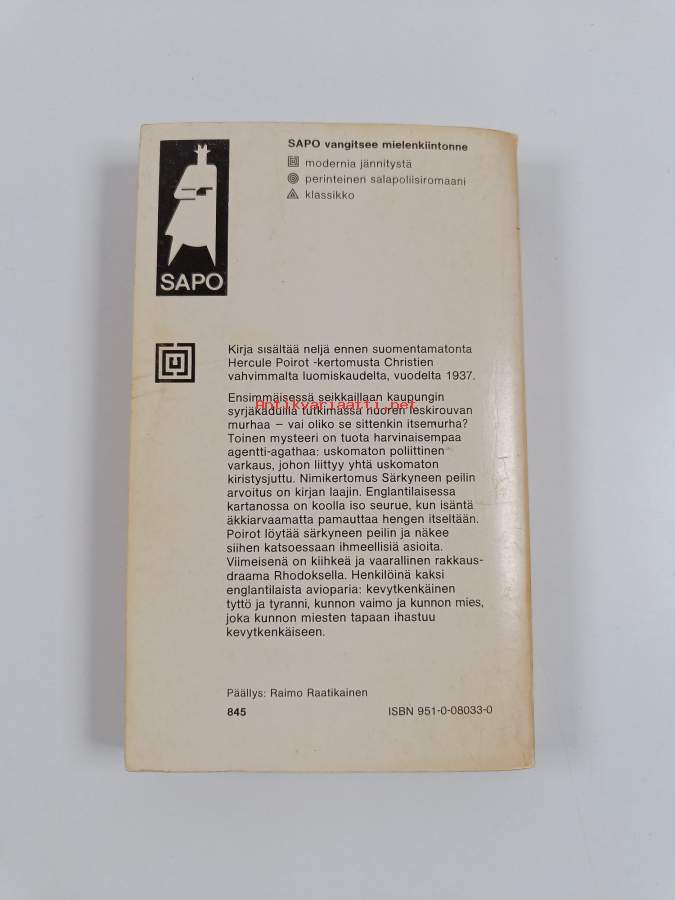 SAPO vangitsee mielenkiintonne
modernia jännitystä
perinteinen salapoliisiromaani
klassikko
SAPO
Kirja sisältää neljä ennen suomentamatonta
Hercule Poirot -kertomusta Christien
vahvimmalta luomiskaudelta, vuodelta 1937.
Ensimmäisessä seikkaillaan kaupungin
Antikvariaatti.net
syrjäkaduilla tutkimassa nuoren leskirouvan
murhaa – vai oliko se sittenkin itsemurha?
Toinen mysteeri on tuota harvinaisempaa
agentti-agathaa: uskomaton poliittinen
varkaus, johon liittyy yhtä uskomaton
kiristysjuttu. Nimikertomus Särkyneen peilin
arvoitus on kirjan laajin. Englantilaisessa
kartanossa on koolla iso seurue, kun isäntä
äkkiarvaamatta pamauttaa hengen itseltään.
Poirot löytää särkyneen peilin ja näkee
siihen katsoessaan ihmeellisiä asioita.
Viimeisenä on kiihkeä ja vaarallinen rakkaus-
draama Rhodoksella. Henkilöinä kaksi
englantilaista avioparia: kevytkenkäinen
tyttö ja tyranni, kunnon vaimo ja kunnon mies,
joka kunnon miesten tapaan ihastuu
kevytkenkäiseen.
Päällys: Raimo Raatikainen
845 ISBN 951-0-08033-0